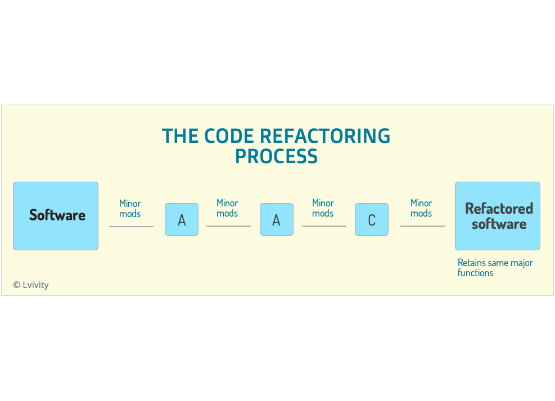 THE CODE REFACTORING
PROCESS
Software
Minor
mods
A
Minor
mods
A
Minor
mods
C
Minor
mods
Refactored
software
Retains same major
functions
© Lvivity